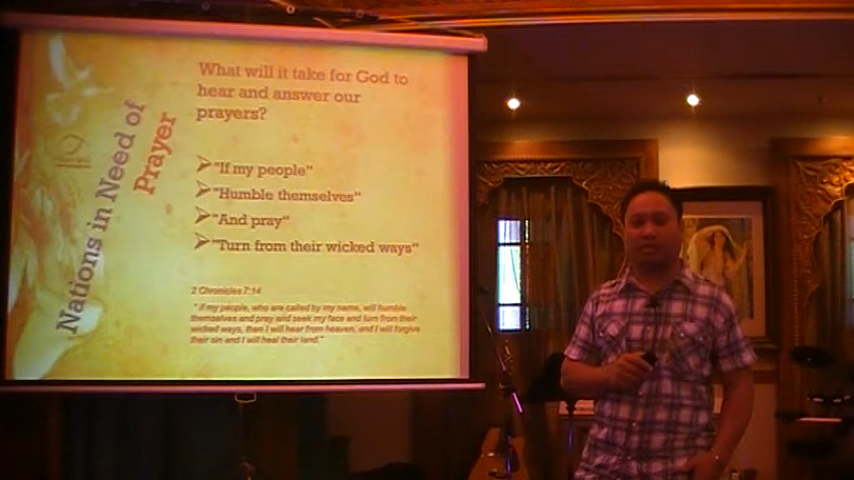 Nations in Need of
Prayer
What will it take for God to
hear and answer our
prayers?
"If my people"
"Humble themselves"
"And pray"
"Turn from their wicked ways"
2 Chronicles 7:14
" if my people, who are called by my name, will humble
themselves and pray and seek my face and turn from their
wicked ways, then I will hear from heaven, and I will forgive
their sin and I will heal their land."